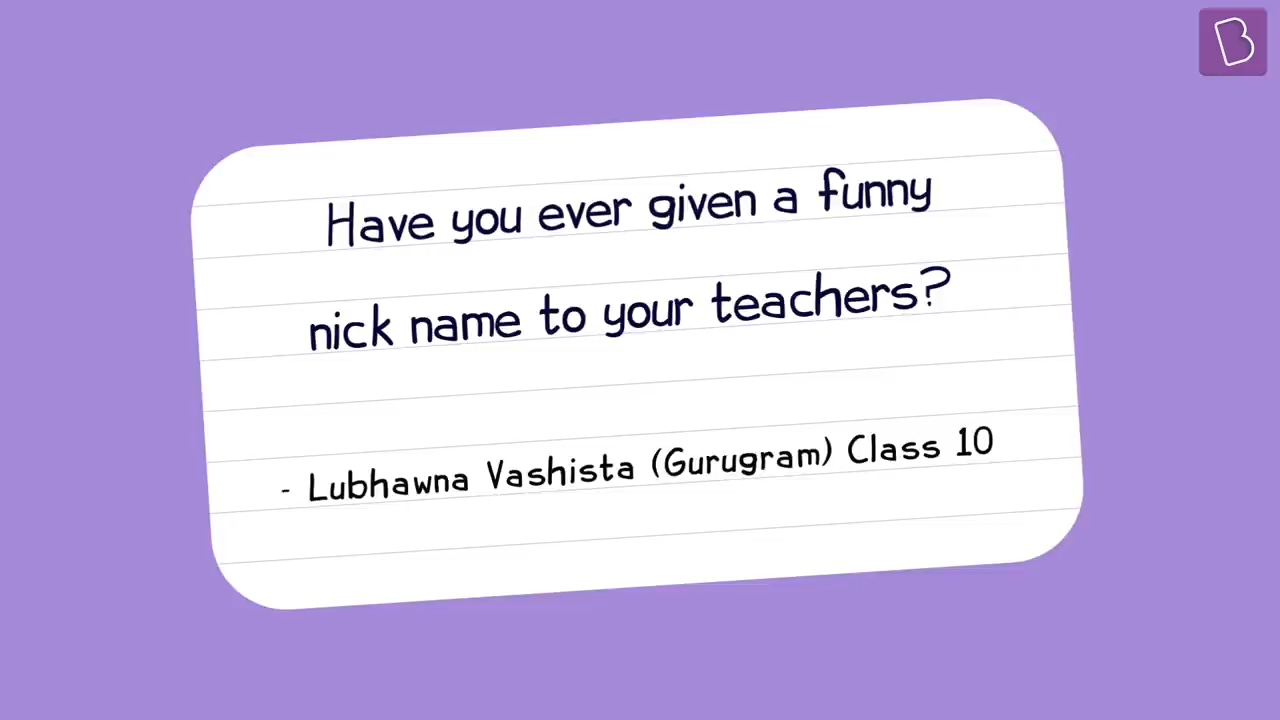 B
Have you ever given a funny
nick name to your teachers?
- Lubhawna Vashista (Gurugram) Class 10